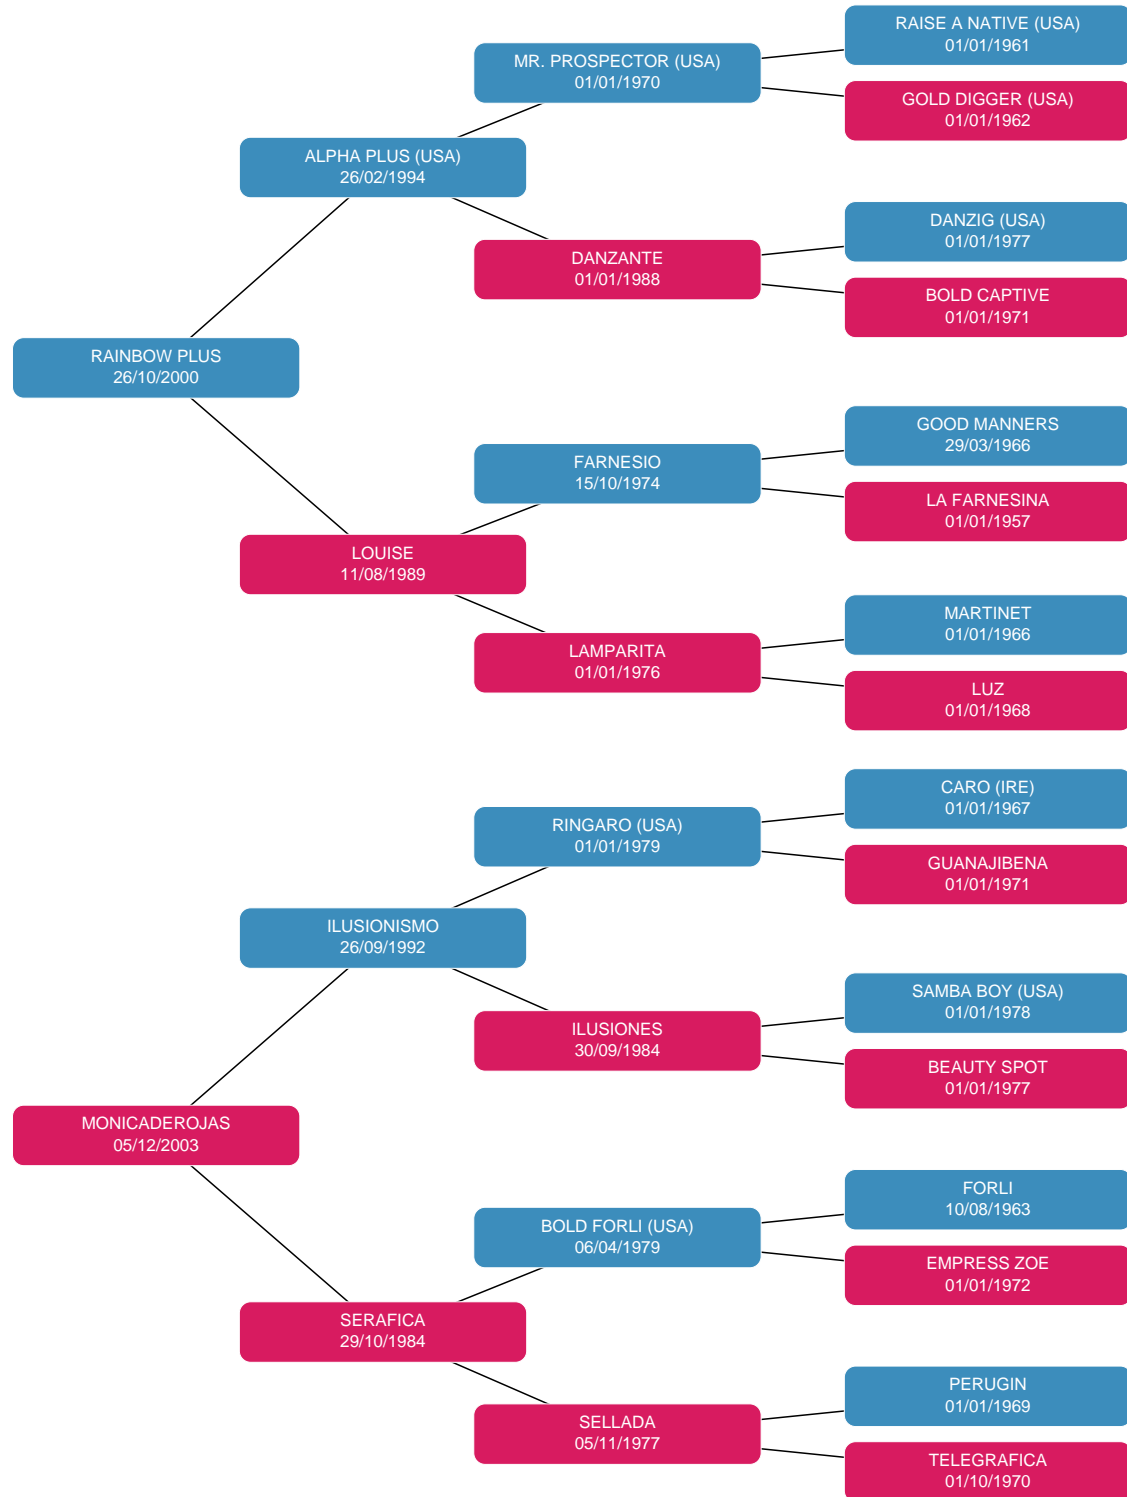 RAISE A NATIVE (USA)
01/01/1961
MR. PROSPECTOR (USA)
01/01/1970
GOLD DIGGER (USA)
01/01/1962
ALPHA PLUS (USA)
26/02/1994
DANZIG (USA)
01/01/1977
DANZANTE
01/01/1988
BOLD CAPTIVE
01/01/1971
RAINBOW PLUS
26/10/2000
GOOD MANNERS
29/03/1966
FARNESIO
15/10/1974
LA FARNESINA
01/01/1957
LOUISE
11/08/1989
MARTINET
01/01/1966
LAMPARITA
01/01/1976
LUZ
01/01/1968
CARO (IRE)
01/01/1967
RINGARO (USA)
01/01/1979
GUANAJIBENA
01/01/1971
ILUSIONISMO
26/09/1992
SAMBA BOY (USA)
01/01/1978
ILUSIONES
30/09/1984
BEAUTY SPOT
01/01/1977
MONICADEROJAS
05/12/2003
FORLI
10/08/1963
BOLD FORLI (USA)
06/04/1979
EMPRESS ZOE
01/01/1972
SERAFICA
29/10/1984
PERUGIN
01/01/1969
SELLADA
05/11/1977
TELEGRAFICA
01/10/1970